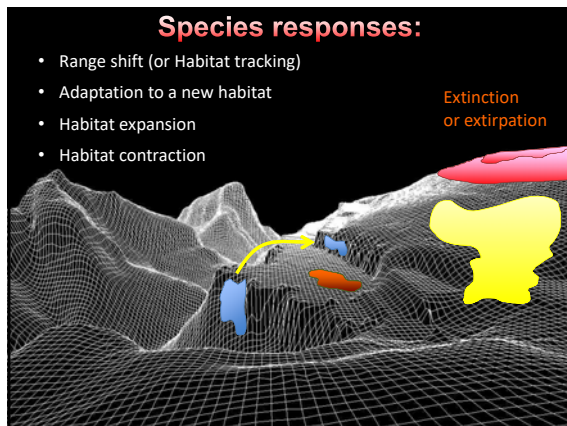 Species responses:
• Range shift (or Habitat tracking)
• Adaptation to a new habitat
• Habitat expansion
• Habitat contraction
Extinction
or extirpation